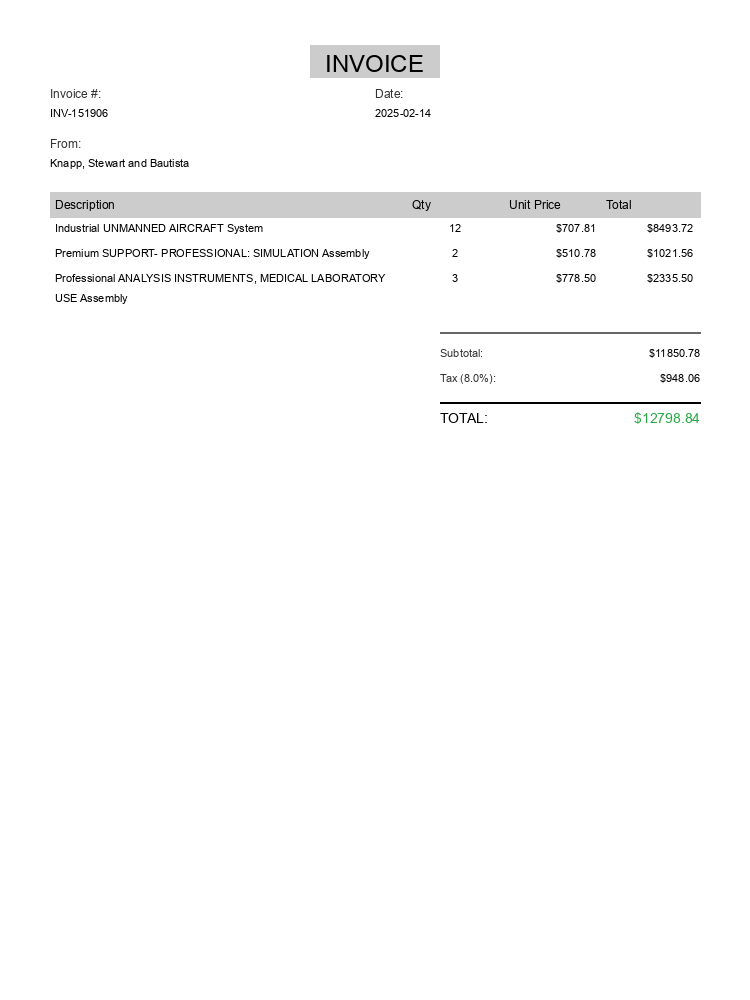 INVOICE
Invoice #: Date:
INV-151906 2025-02-14
From:
Knapp, Stewart and Bautista
Description Qty Unit Price Total
Industrial UNMANNED AIRCRAFT System 12 $707.81 $8493.72
Premium SUPPORT- PROFESSIONAL: SIMULATION Assembly 2 $510.78 $1021.56
Professional ANALYSIS INSTRUMENTS, MEDICAL LABORATORY 3 $778.50 $2335.50
USE Assembly
Subtotal: $11850.78
Tax (8.0%): $948.06
TOTAL: $12798.84